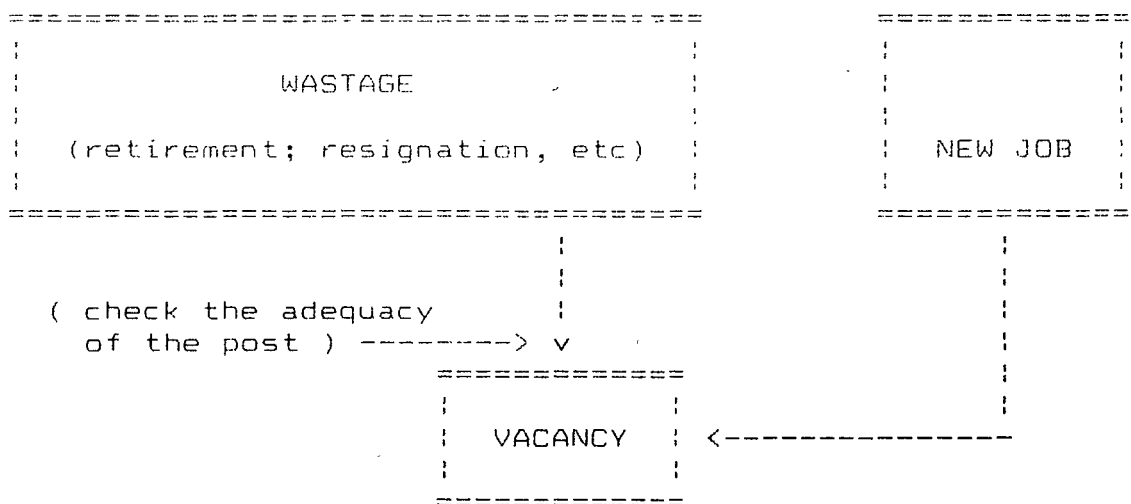 WASTAGE
(retirement; resignation, etc)
NEW JOB
( check the adequacy
of the post ) --------> v
VACANCY